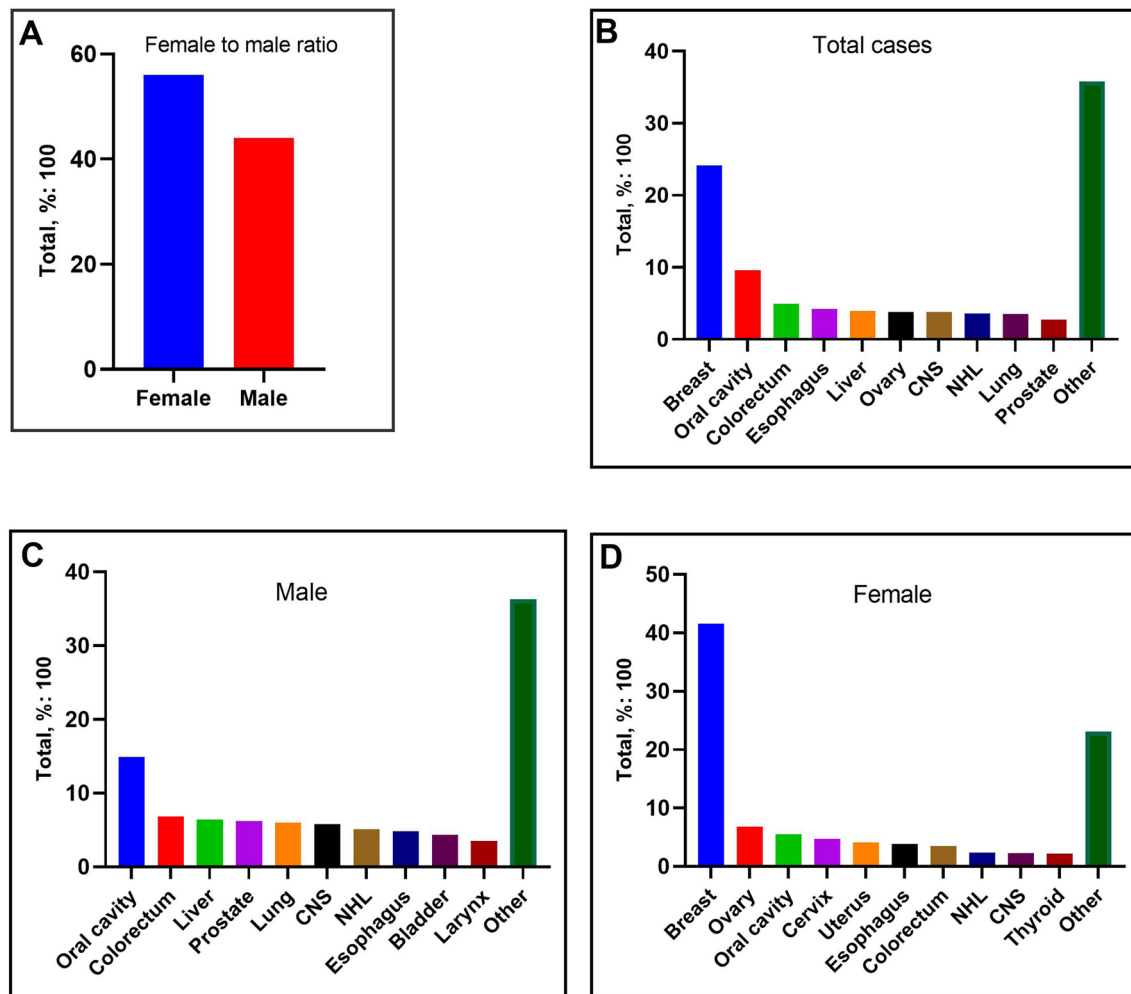 A
Female to male ratio
Total, %: 100
60
40
20
0
Female
Male
B
Total cases
Total, %: 100
40
30
20
10
0
Breast
Oral cavity
Colorectum
Esophagus
Liver
Ovary
CNS
NHL
Lung
Prostate
Other
C
Male
Total, %: 100
40
30
20
10
0
Oral cavity
Colorectum
Liver
Prostate
Lung
CNS
NHL
Esophagus
Bladder
Larynx
Other
D
Female
Total, %: 100
50
40
30
20
10
0
Breast
Ovary
Oral cavity
Cervix
Uterus
Esophagus
Colorectum
NHL
CNS
Thyroid
Other